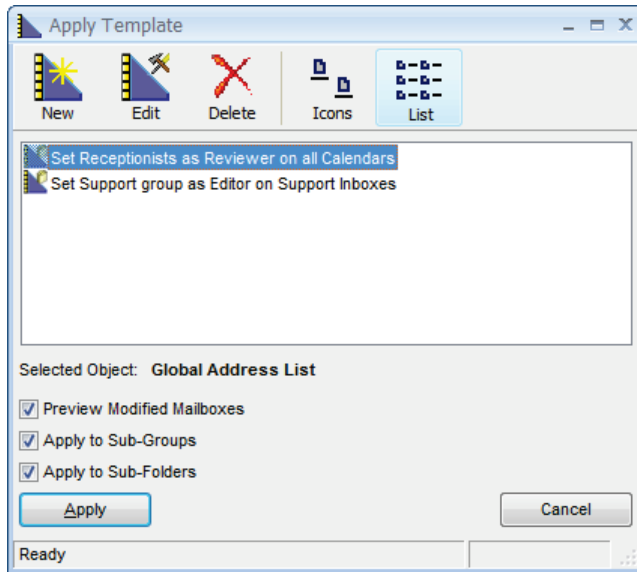 Apply Template
New Edit Delete Icons List
Set Receptionists as Reviewer on all Calendars
Set Support group as Editor on Support Inboxes
Selected Object: Global Address List
Preview Modified Mailboxes
Apply to Sub-Groups
Apply to Sub-Folders
Apply Cancel
Ready